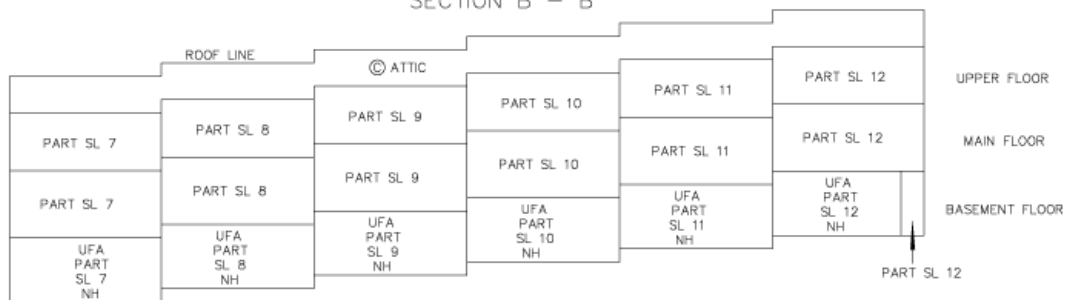 SECTION B - B
ROOF LINE
© ATTIC
PART SL 7
PART SL 8
PART SL 9
PART SL 10
PART SL 11
PART SL 12
UPPER FLOOR
PART SL 7
PART SL 8
PART SL 9
PART SL 10
PART SL 11
PART SL 12
MAIN FLOOR
UFA
PART
SL 7
NH
UFA
PART
SL 8
NH
UFA
PART
SL 9
NH
UFA
PART
SL 10
NH
UFA
PART
SL 11
NH
UFA
PART
SL 12
NH
BASEMENT FLOOR
PART SL 12